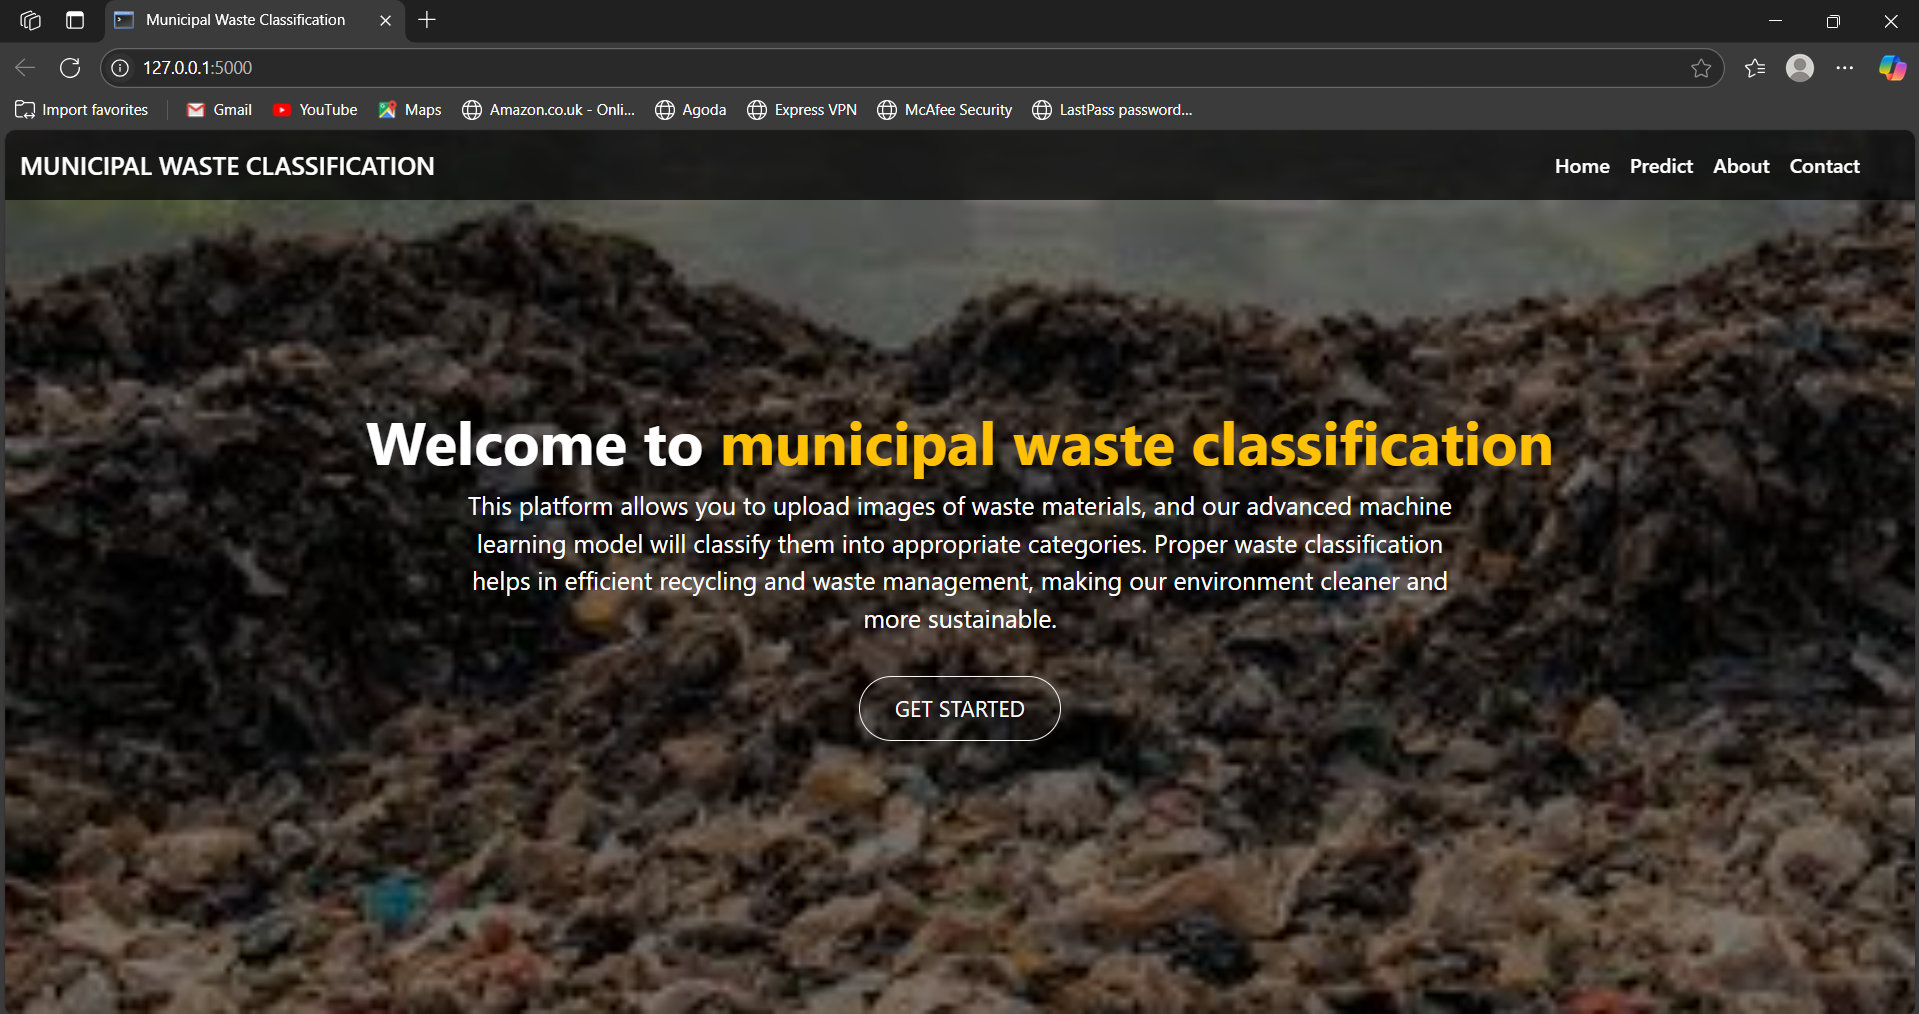 Municipal Waste Classification
127.0.0.1:5000
Import favorites
Gmail
YouTube
Maps
Amazon.co.uk - Onli...
Agoda
Express VPN
McAfee Security
LastPass password...
MUNICIPAL WASTE CLASSIFICATION
Home Predict About Contact
Welcome to municipal waste classification
This platform allows you to upload images of waste materials, and our advanced machine
learning model will classify them into appropriate categories. Proper waste classification
helps in efficient recycling and waste management, making our environment cleaner and
more sustainable.
GET STARTED